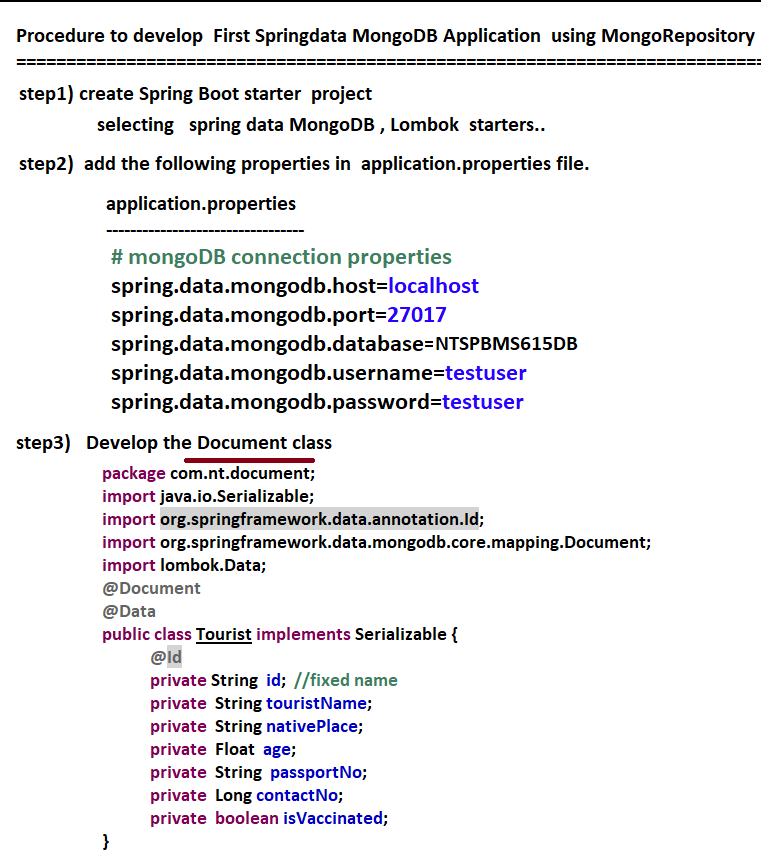 Procedure to develop First Springdata MongoDB Application using MongoRepository
==============================================================================
step1) create Spring Boot starter project
selecting spring data MongoDB , Lombok starters..
step2) add the following properties in application.properties file.
application.properties
---------------------------------
# mongoDB connection properties
spring.data.mongodb.host=localhost
spring.data.mongodb.port=27017
spring.data.mongodb.database=NTSPBMS615DB
spring.data.mongodb.username=testuser
spring.data.mongodb.password=testuser
step3) Develop the Document class
package com.nt.document;
import java.io.Serializable;
import org.springframework.data.annotation.Id;
import org.springframework.data.mongodb.core.mapping.Document;
import lombok.Data;
@Document
@Data
public class Tourist implements Serializable {
@Id
private String id; //fixed name
private String touristName;
private String nativePlace;
private Float age;
private String passportNo;
private Long contactNo;
private boolean isVaccinated;
}